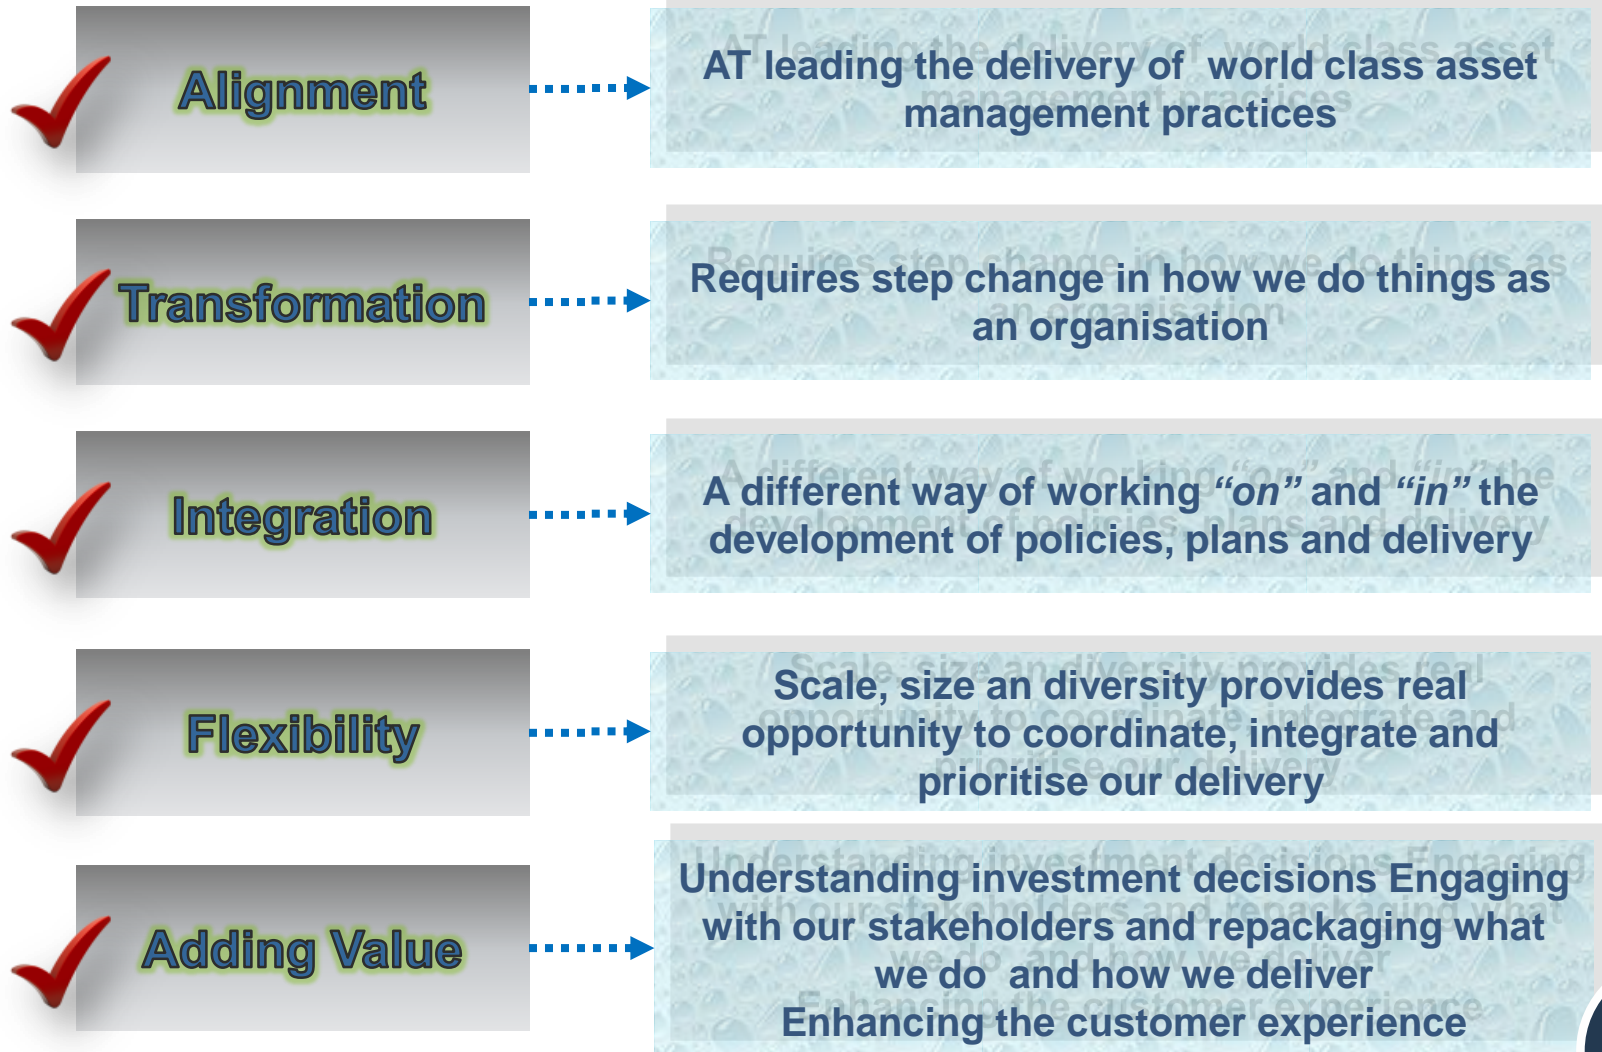 Alignment
AT leading the delivery of  world class asset
management practices
Transformation
Requires step change in how we do things as
an organisation
Integration
A different way of working “on” and “in” the
development of policies, plans and delivery
Flexibility
Scale, size an diversity provides real
opportunity to coordinate, integrate and
prioritise our delivery
Adding Value
Understanding investment decisions Engaging
with our stakeholders and repackaging what
we do  and how we deliver
Enhancing the customer experience